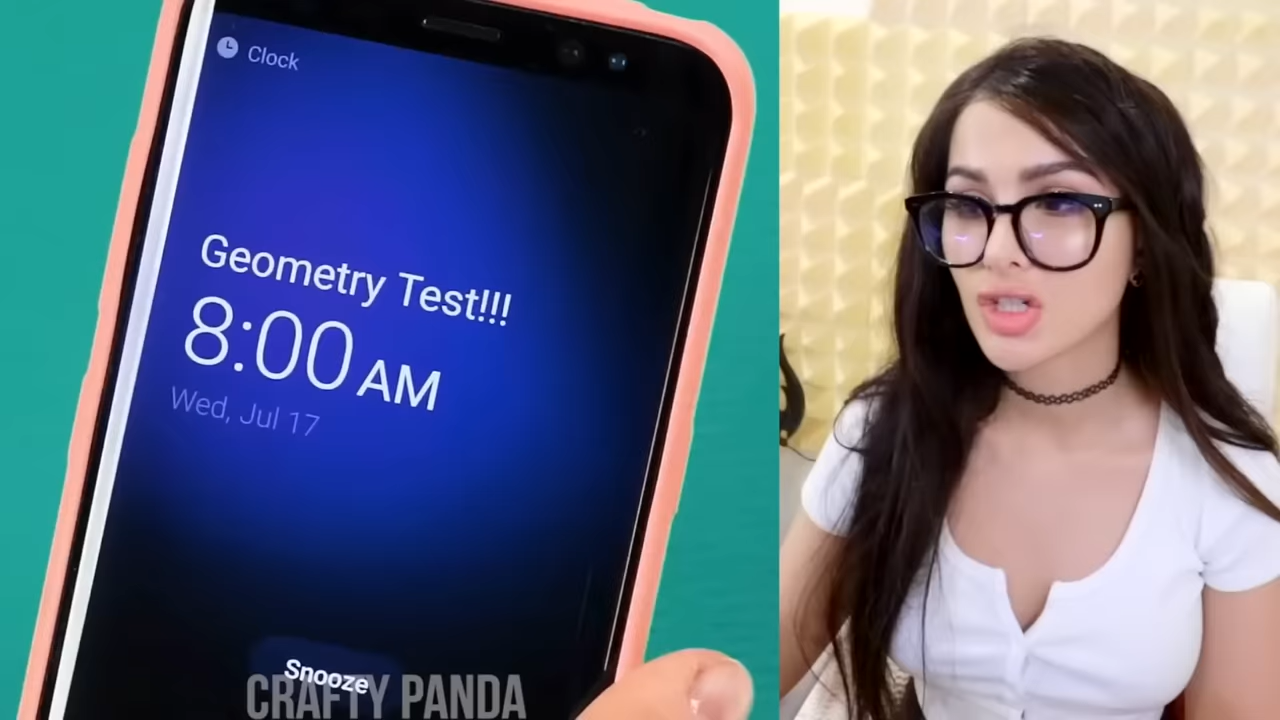 Clock
Geometry Test!!!
8:00 AM
Wed, Jul 17
Snooze
CRAFTY PANDA